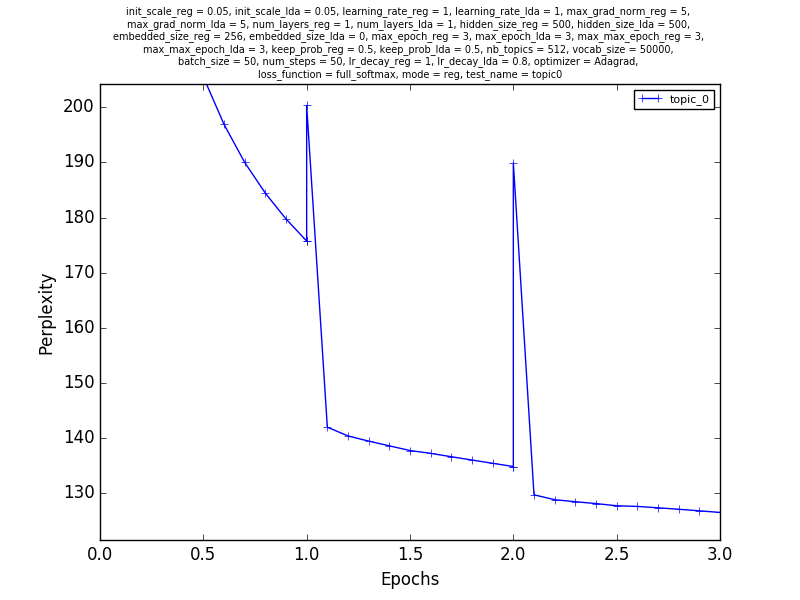 init_scale_reg = 0.05, init_scale_lda = 0.05, learning_rate_reg = 1, learning_rate_lda = 1, max_grad_norm_reg = 5,
max_grad_norm_lda = 5, num_layers_reg = 1, num_layers_lda = 1, hidden_size_reg = 500, hidden_size_lda = 500,
embedded_size_reg = 256, embedded_size_lda = 0, max_epoch_reg = 3, max_epoch_lda = 3, max_max_epoch_reg = 3,
max_max_epoch_lda = 3, keep_prob_reg = 0.5, keep_prob_lda = 0.5, nb_topics = 512, vocab_size = 50000,
batch_size = 50, num_steps = 50, lr_decay_reg = 1, lr_decay_lda = 0.8, optimizer = Adagrad,
loss_function = full_softmax, mode = reg, test_name = topic0
topic_0
200
190
180
170
160
150
140
130
Perplexity
0.0 0.5 1.0 1.5 2.0 2.5 3.0
Epochs